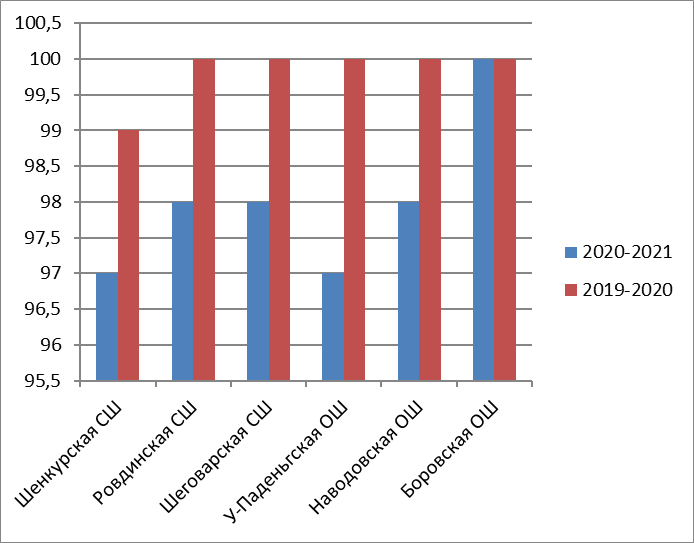 100,5
100
99,5
99
98,5
98
97,5
97
96,5
96
95,5
Шенкурская СШ
Ровдинская СШ
Шеговарская СШ
У-Паденьгская ОШ
Наводовская ОШ
Боровская ОШ
2020-2021
2019-2020